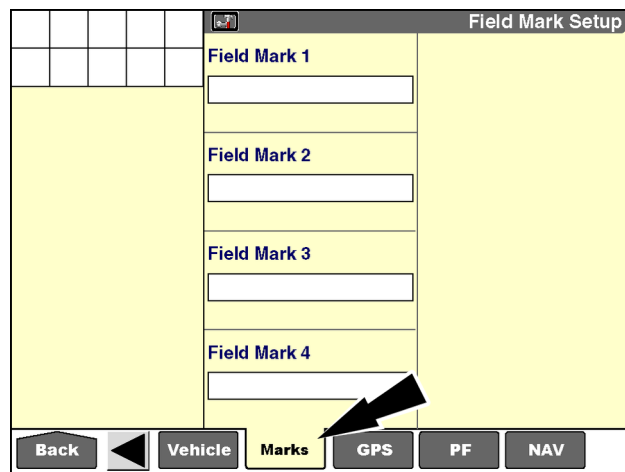 Field Mark Setup
Field Mark 1
Field Mark 2
Field Mark 3
Field Mark 4
Back Vehicle Marks GPS PF NAV